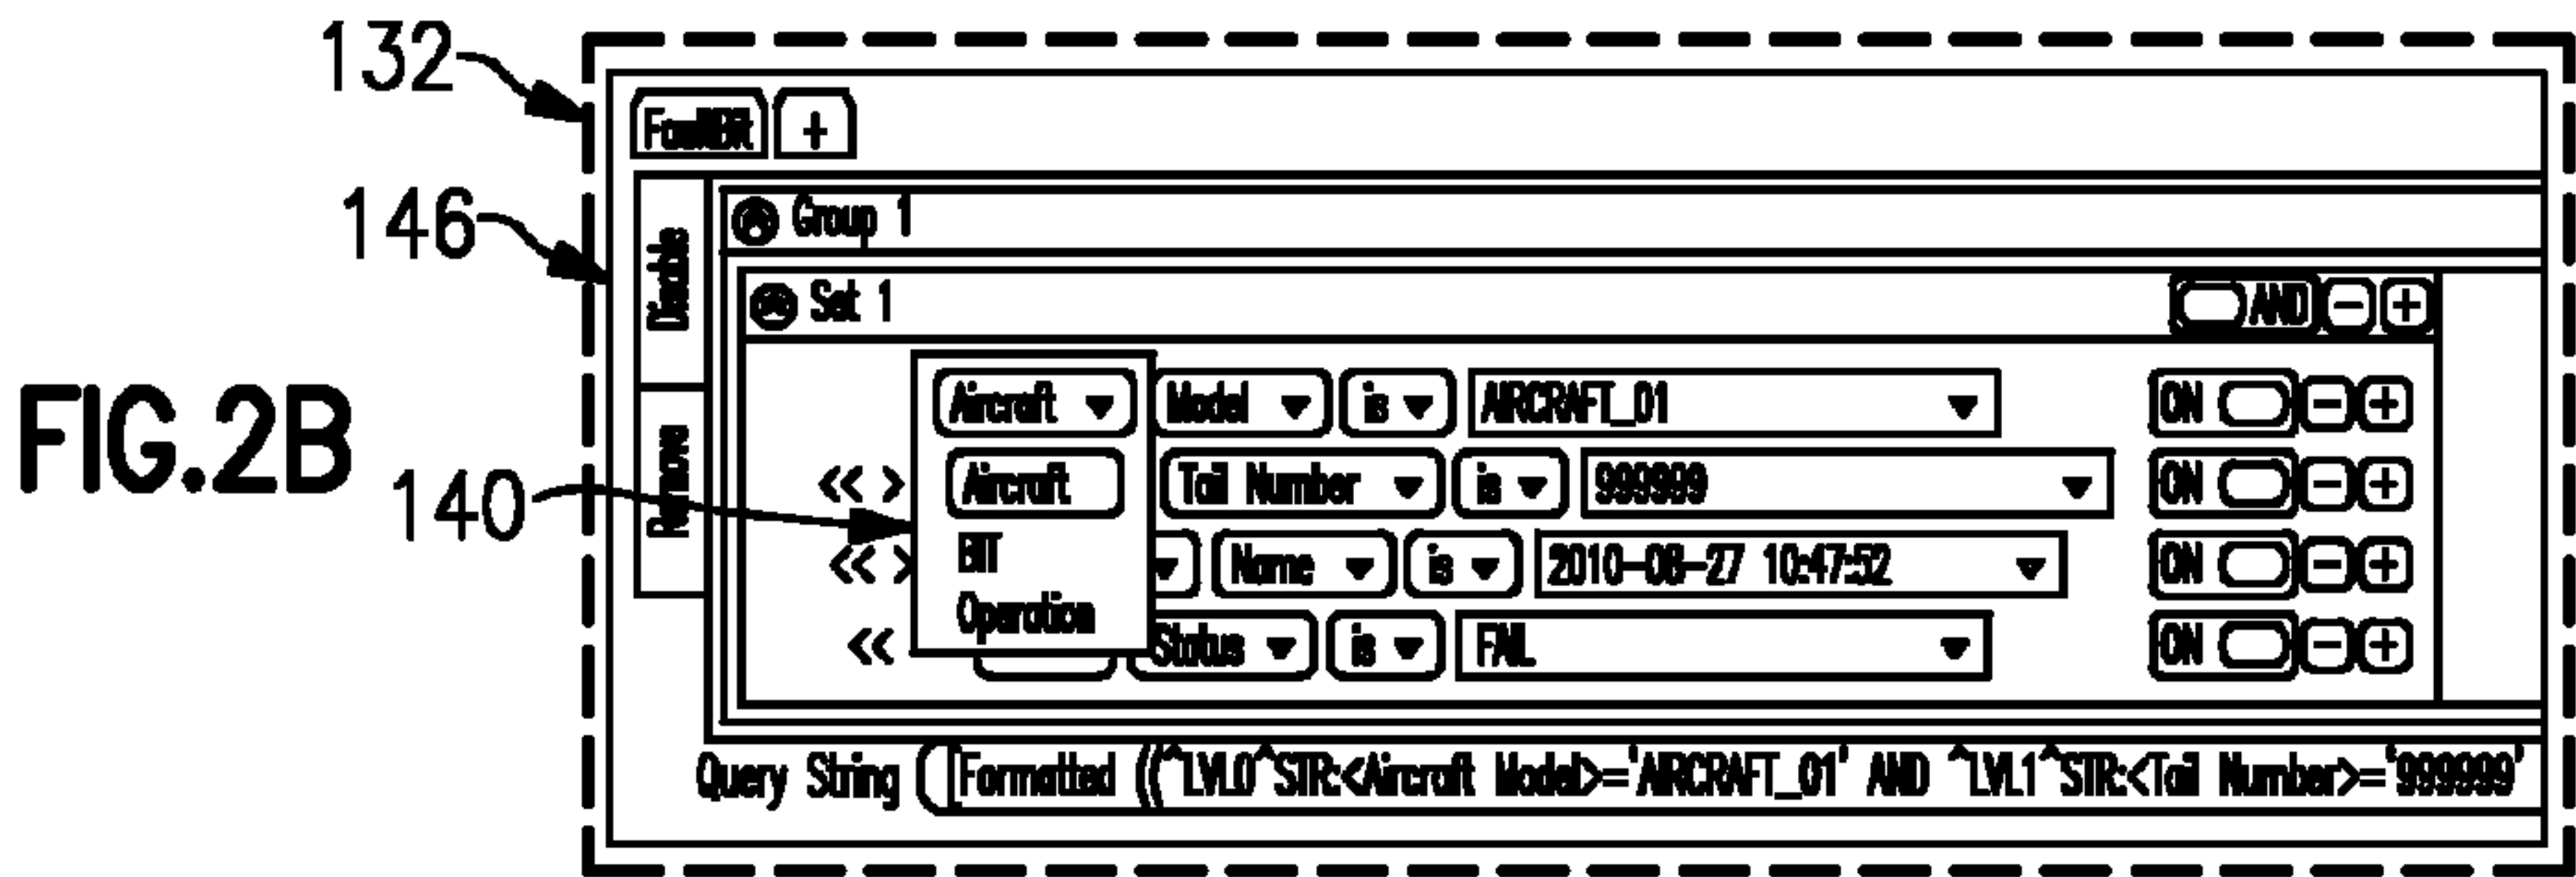 132
FailBit +
146
Disable
Remove
Group 1
Set 1 AND − +
FIG.2B
140
Aircraft ▼ Model ▼ is ▼ AIRCRAFT_01 ▼ ON − +
<< > Aircraft Tail Number ▼ is ▼ 999999 ▼ ON − +
<< > BIT ▼ Name ▼ is ▼ 2010-08-27 10:47:52 ▼ ON − +
Operation
<< Status ▼ is ▼ FAIL ▼ ON − +
Query String Formatted ((^LVL0^STR:<Aircraft Model>='AIRCRAFT_01' AND ^LVL1^STR:<Tail Number>='999999'